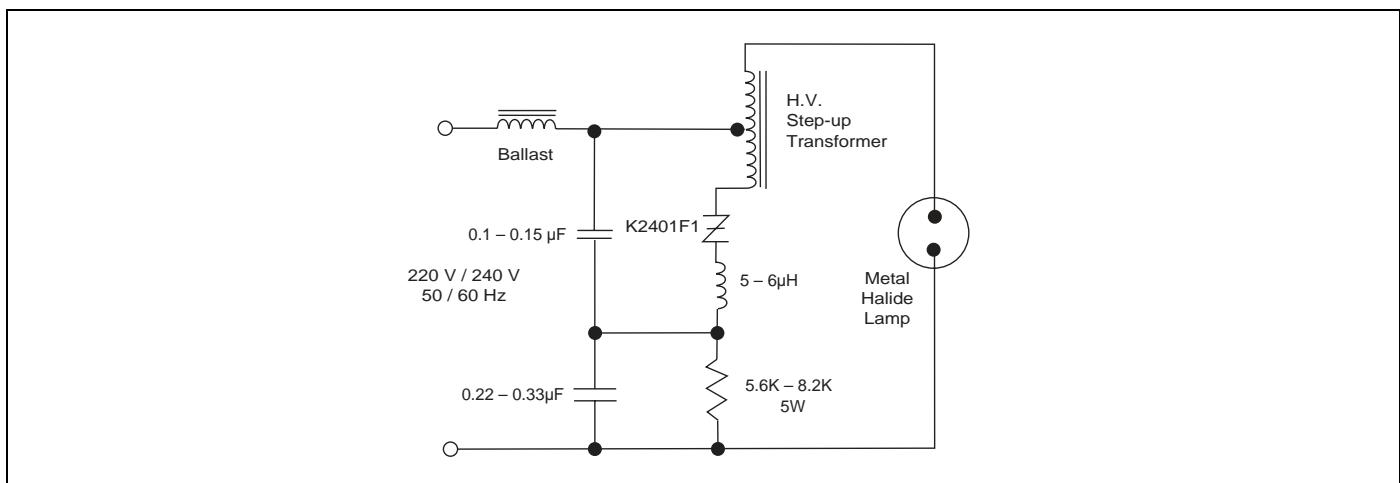 H.V.
Step-up
Transformer
Ballast
K2401F1
0.1 – 0.15 µF
220 V / 240 V
50 / 60 Hz
5 – 6µH
Metal
Halide
Lamp
0.22 – 0.33µF
5.6K – 8.2K
5W